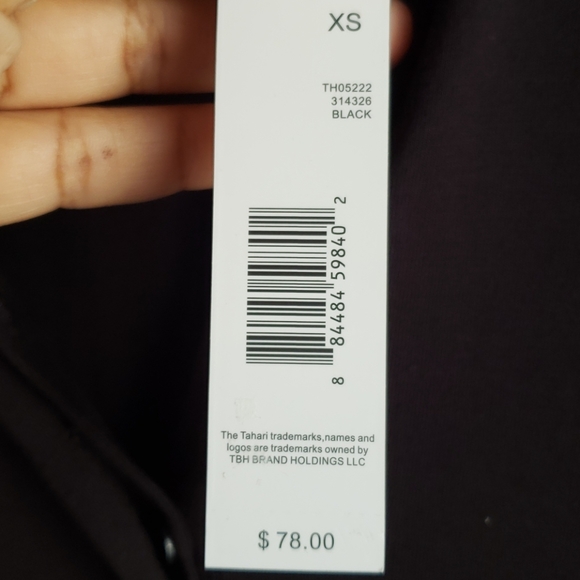 XS
TH05222
314326
BLACK
8 84484 59840 2
The Tahari trademarks,names and
logos are trademarks owned by
TBH BRAND HOLDINGS LLC
$78.00